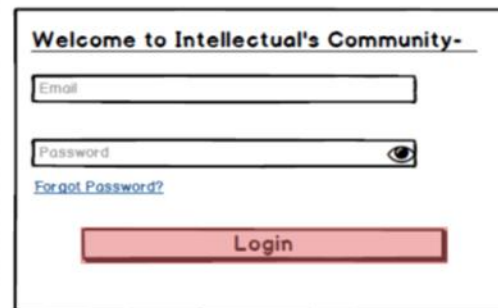 Welcome to Intellectual's Community-
Email
Password
Forgot Password?
Login